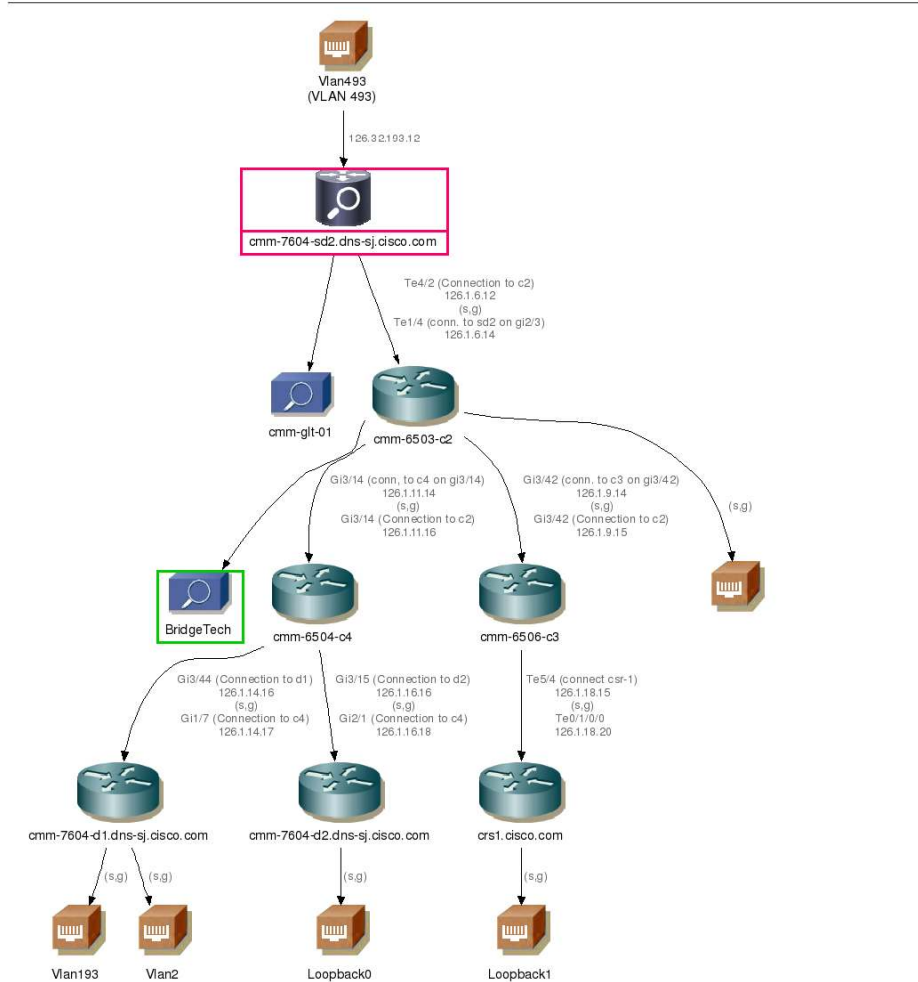 Vlan493
(VLAN 493)
126.32.193.12
cmm-7604-sd2.dns-sj.cisco.com
Te4/2 (Connection to c2)
126.1.6.12
(s,g)
Te1/4 (conn. to sd2 on gi2/3)
126.1.6.14
cmm-glt-01
cmm-6503-c2
Gi3/14 (conn, to c4 on gi3/14)
126.1.11.14
(s,g)
Gi3/14 (Connection to c2)
126.1.11.16
Gi3/42 (conn. to c3 on gi3/42)
126.1.9.14
(s,g)
Gi3/42 (Connection to c2)
126.1.9.15
(s,g)
BridgeTech
cmm-6504-c4
cmm-6506-c3
Gi3/44 (Connection to d1)
126.1.14.16
(s,g)
Gi1/7 (Connection to c4)
126.1.14.17
Gi3/15 (Connection to d2)
126.1.16.16
(s,g)
Gi2/1 (Connection to c4)
126.1.16.18
Te5/4 (connect csr-1)
126.1.18.15
(s,g)
Te0/1/0/0
126.1.18.20
cmm-7604-d1.dns-sj.cisco.com
cmm-7604-d2.dns-sj.cisco.com
crs1.cisco.com
(s,g)
(s,g)
(s,g)
(s,g)
Vlan193
Vlan2
Loopback0
Loopback1